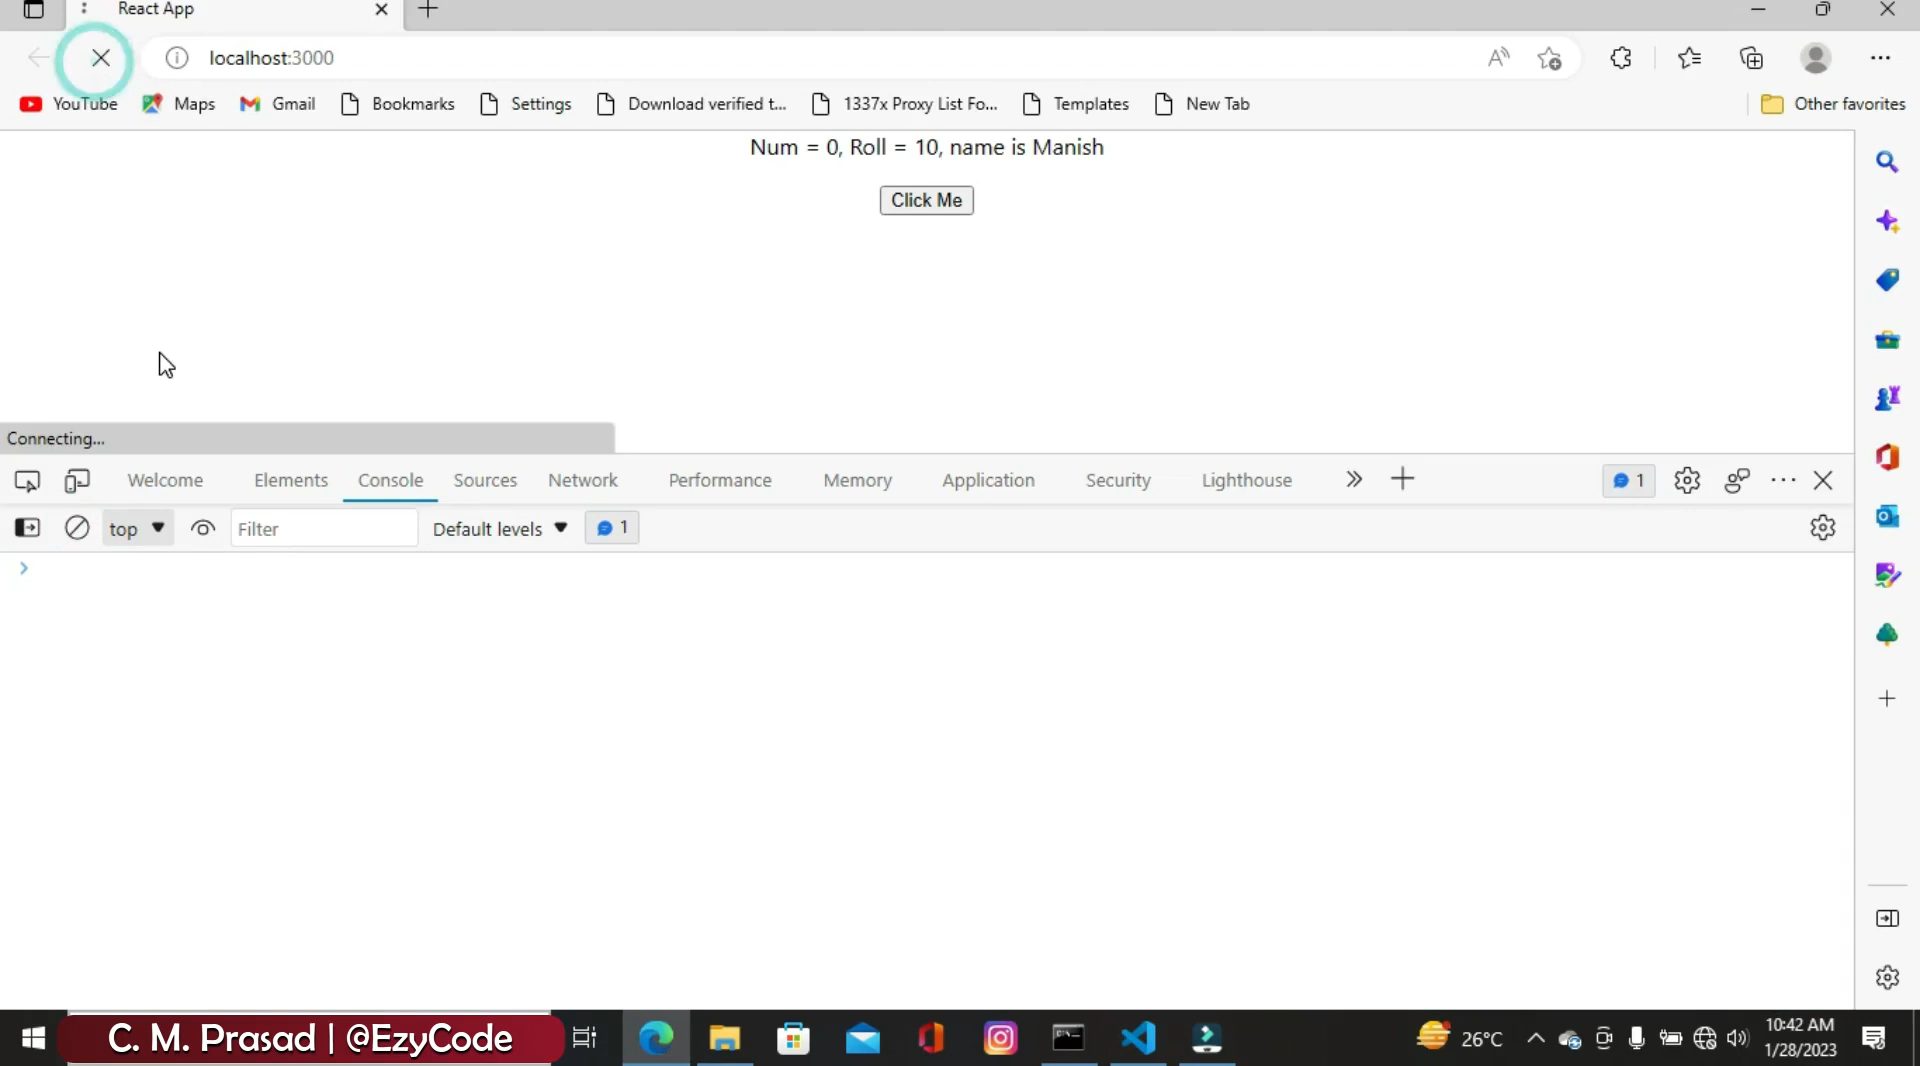 React App
localhost:3000
YouTube Maps Gmail Bookmarks Settings Download verified t... 1337x Proxy List Fo... Templates New Tab Other favorites
Num = 0, Roll = 10, name is Manish
Click Me
Connecting...
Welcome Elements Console Sources Network Performance Memory Application Security Lighthouse 1
top Filter Default levels 1
C. M. Prasad | @EzyCode
26°C
10:42 AM
1/28/2023